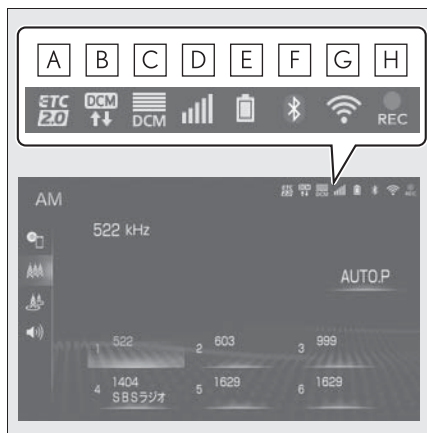 A B C D E F G H
ETC 2.0 DCM DCM REC
AM
522 kHz
AUTO.P
1 522 2 603 3 999
4 1404 SBSラジオ 5 1629 6 1629